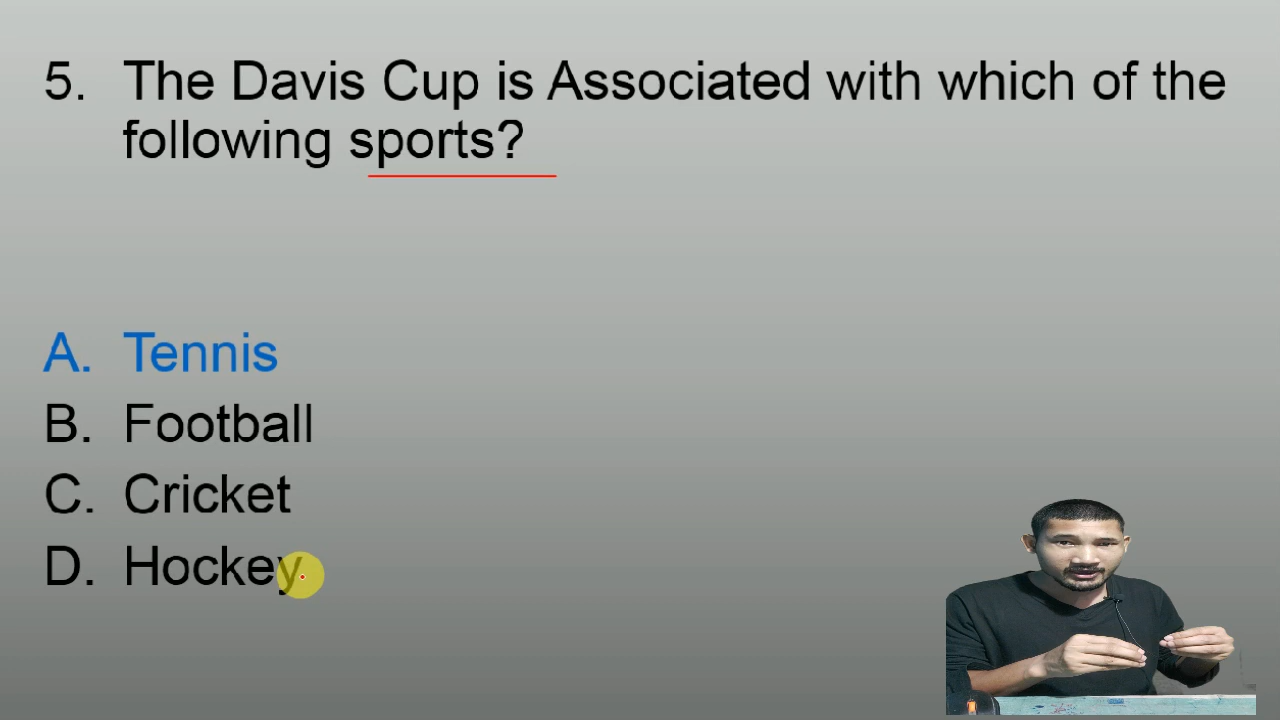 5. The Davis Cup is Associated with which of the
following sports?
A. Tennis
B. Football
C. Cricket
D. Hockey